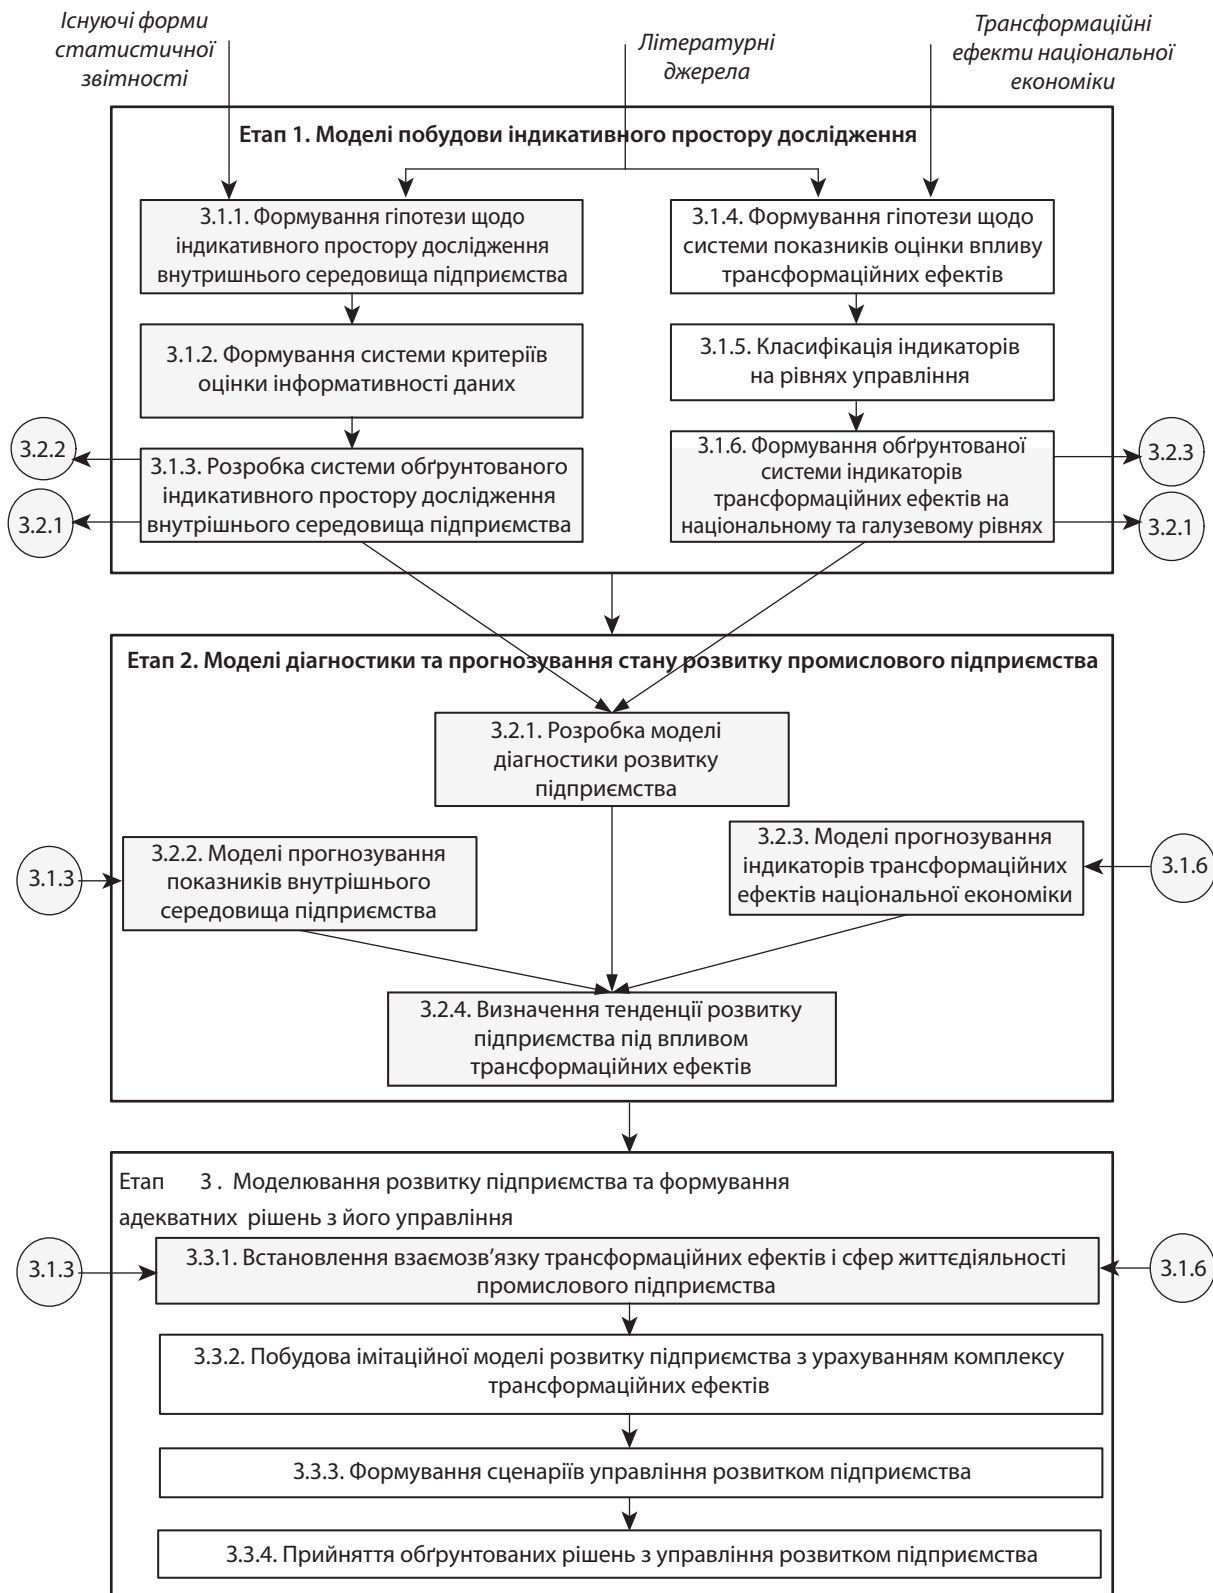 Існуючі форми
статистичної
звітності
Літературні
джерела
Трансформаційні
ефекти національної
економіки
Етап 1. Моделі побудови індикативного простору дослідження
3.1.1. Формування гіпотези щодо
індикативного простору дослідження
внутришнього середовища підприємства
3.1.4. Формування гіпотези щодо
системи показників оцінки впливу
трансформаційних ефектів
3.1.2. Формування системи критеріїв
оцінки інформативності даних
3.1.5. Класифікація індикаторів
на рівнях управління
3.2.2
3.2.1
3.1.3. Розробка системи обґрунтованого
індикативного простору дослідження
внутрішнього середовища підприємства
3.1.6. Формування обґрунтованої
системи індикаторів
трансформаційних ефектів на
національному та галузевому рівнях
3.2.3
3.2.1
Етап 2. Моделі діагностики та прогнозування стану розвитку промислового підприємства
3.2.1. Розробка моделі
діагностики розвитку
підприємства
3.1.3
3.2.2. Моделі прогнозування
показників внутрішнього
середовища підприємства
3.2.3. Моделі прогнозування
індикаторів трансформаційних
ефектів національної економіки
3.1.6
3.2.4. Визначення тенденції розвитку
підприємства під впливом
трансформаційних ефектів
Етап 3 . Моделювання розвитку підприємства та формування
адекватних рішень з його управління
3.1.3
3.3.1. Встановлення взаємозв'язку трансформаційних ефектів і сфер життєдіяльності
промислового підприємства
3.1.6
3.3.2. Побудова імітаційної моделі розвитку підприємства з урахуванням комплексу
трансформаційних ефектів
3.3.3. Формування сценаріїв управління розвитком підприємства
3.3.4. Прийняття обґрунтованих рішень з управління розвитком підприємства